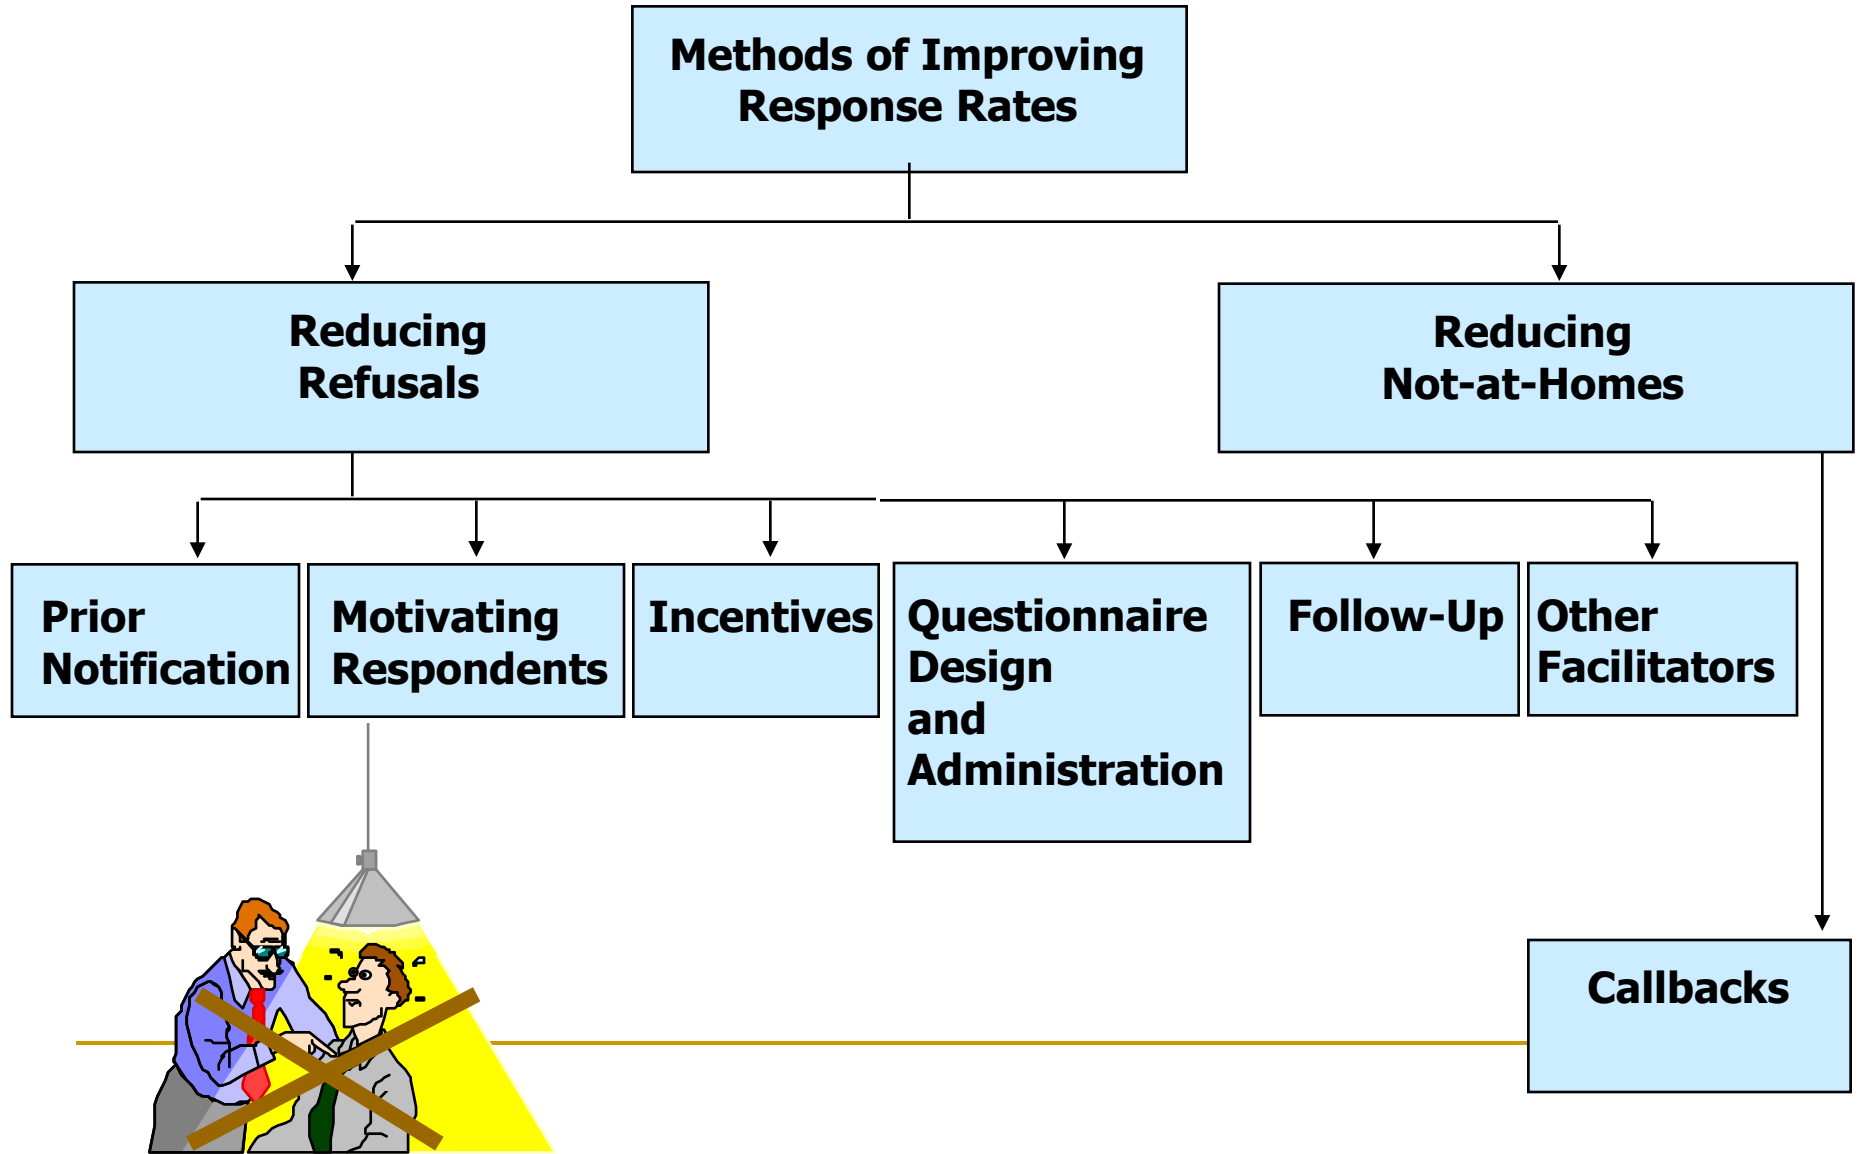 Methods of Improving
Response Rates
Reducing
Refusals
Reducing
Not-at-Homes
Prior
Notification
Motivating
Respondents
Incentives
Questionnaire
Design
and
Administration
Follow-Up
Other
Facilitators
Callbacks